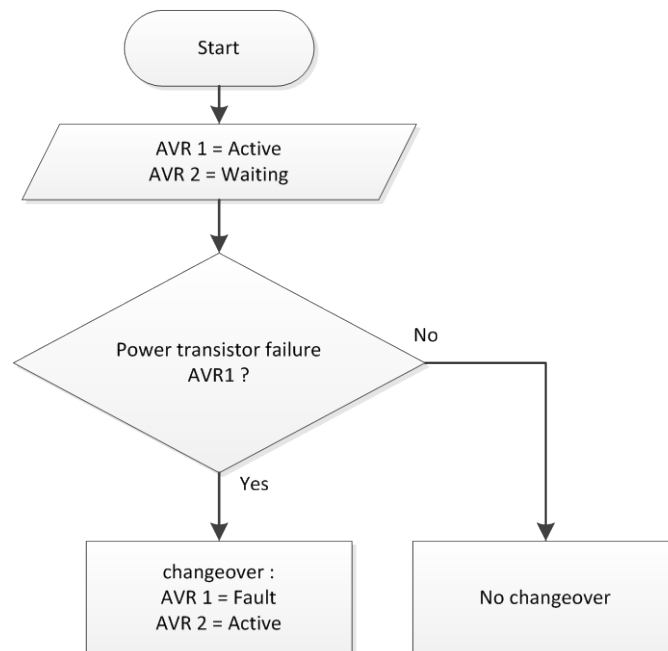 Start
AVR 1 = Active
AVR 2 = Waiting
Power transistor failure
AVR1 ?
No
Yes
changeover :
AVR 1 = Fault
AVR 2 = Active
No changeover